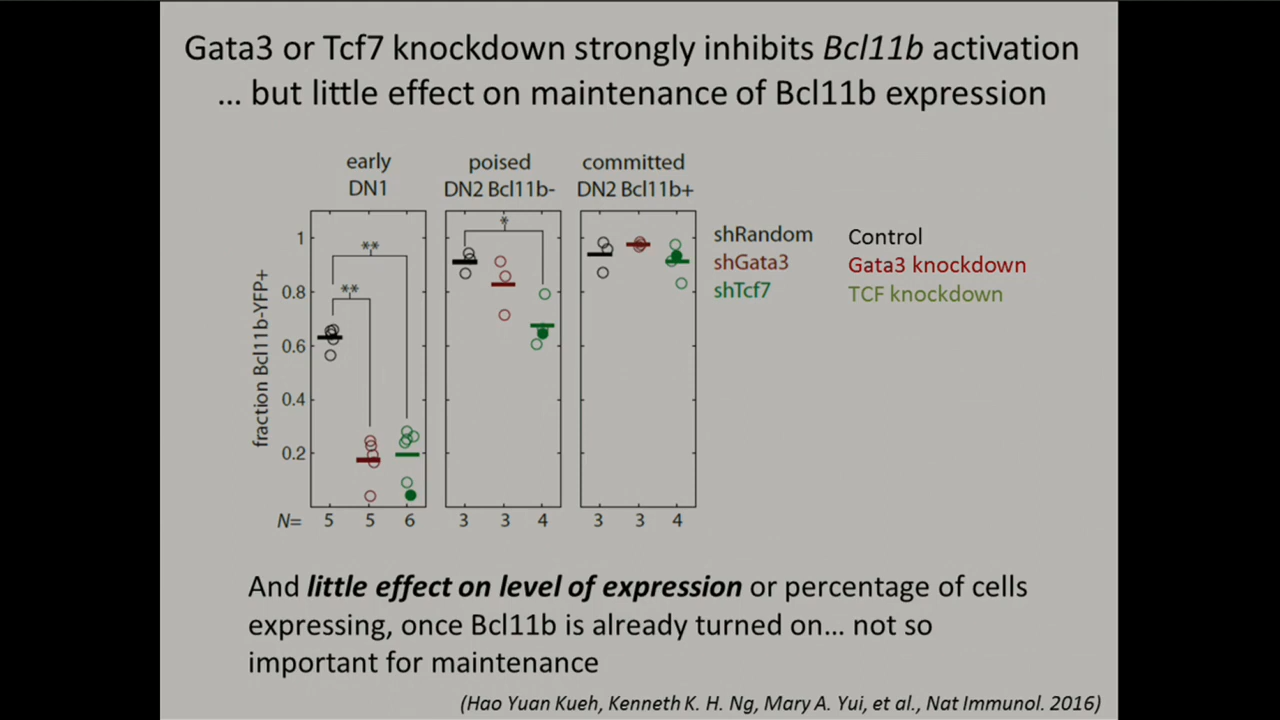 Gata3 or Tcf7 knockdown strongly inhibits Bcl11b activation
... but little effect on maintenance of Bcl11b expression
early
DN1
poised
DN2 Bcl11b-
committed
DN2 Bcl11b+
fraction Bcl11b-YFP+
1
0.8
0.6
0.4
0.2
**
**
*
N=
5
5
6
3
3
4
3
3
4
shRandom
shGata3
shTcf7
Control
Gata3 knockdown
TCF knockdown
And little effect on level of expression or percentage of cells
expressing, once Bcl11b is already turned on... not so
important for maintenance
(Hao Yuan Kueh, Kenneth K. H. Ng, Mary A. Yui, et al., Nat Immunol. 2016)